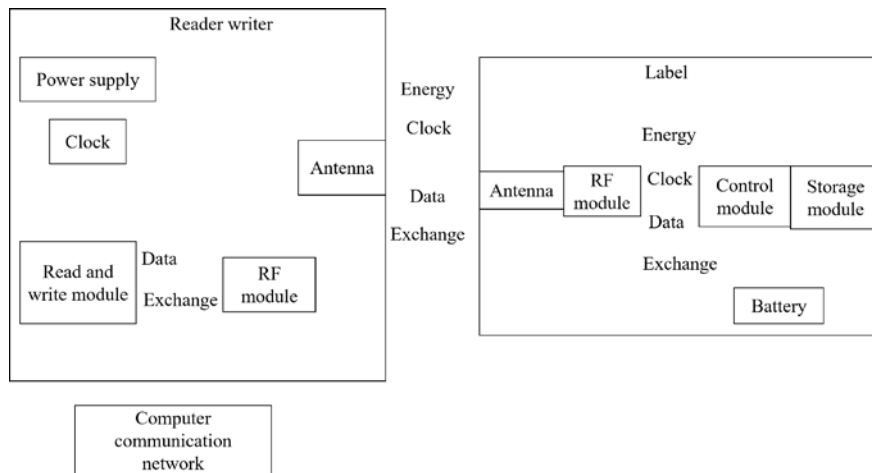 Reader writer
Power supply
Clock
Antenna
Read and
write module
Data
Exchange
RF
module
Energy
Clock
Data
Exchange
Label
Antenna
RF
module
Energy
Clock
Data
Exchange
Control
module
Storage
module
Battery
Computer
communication
network